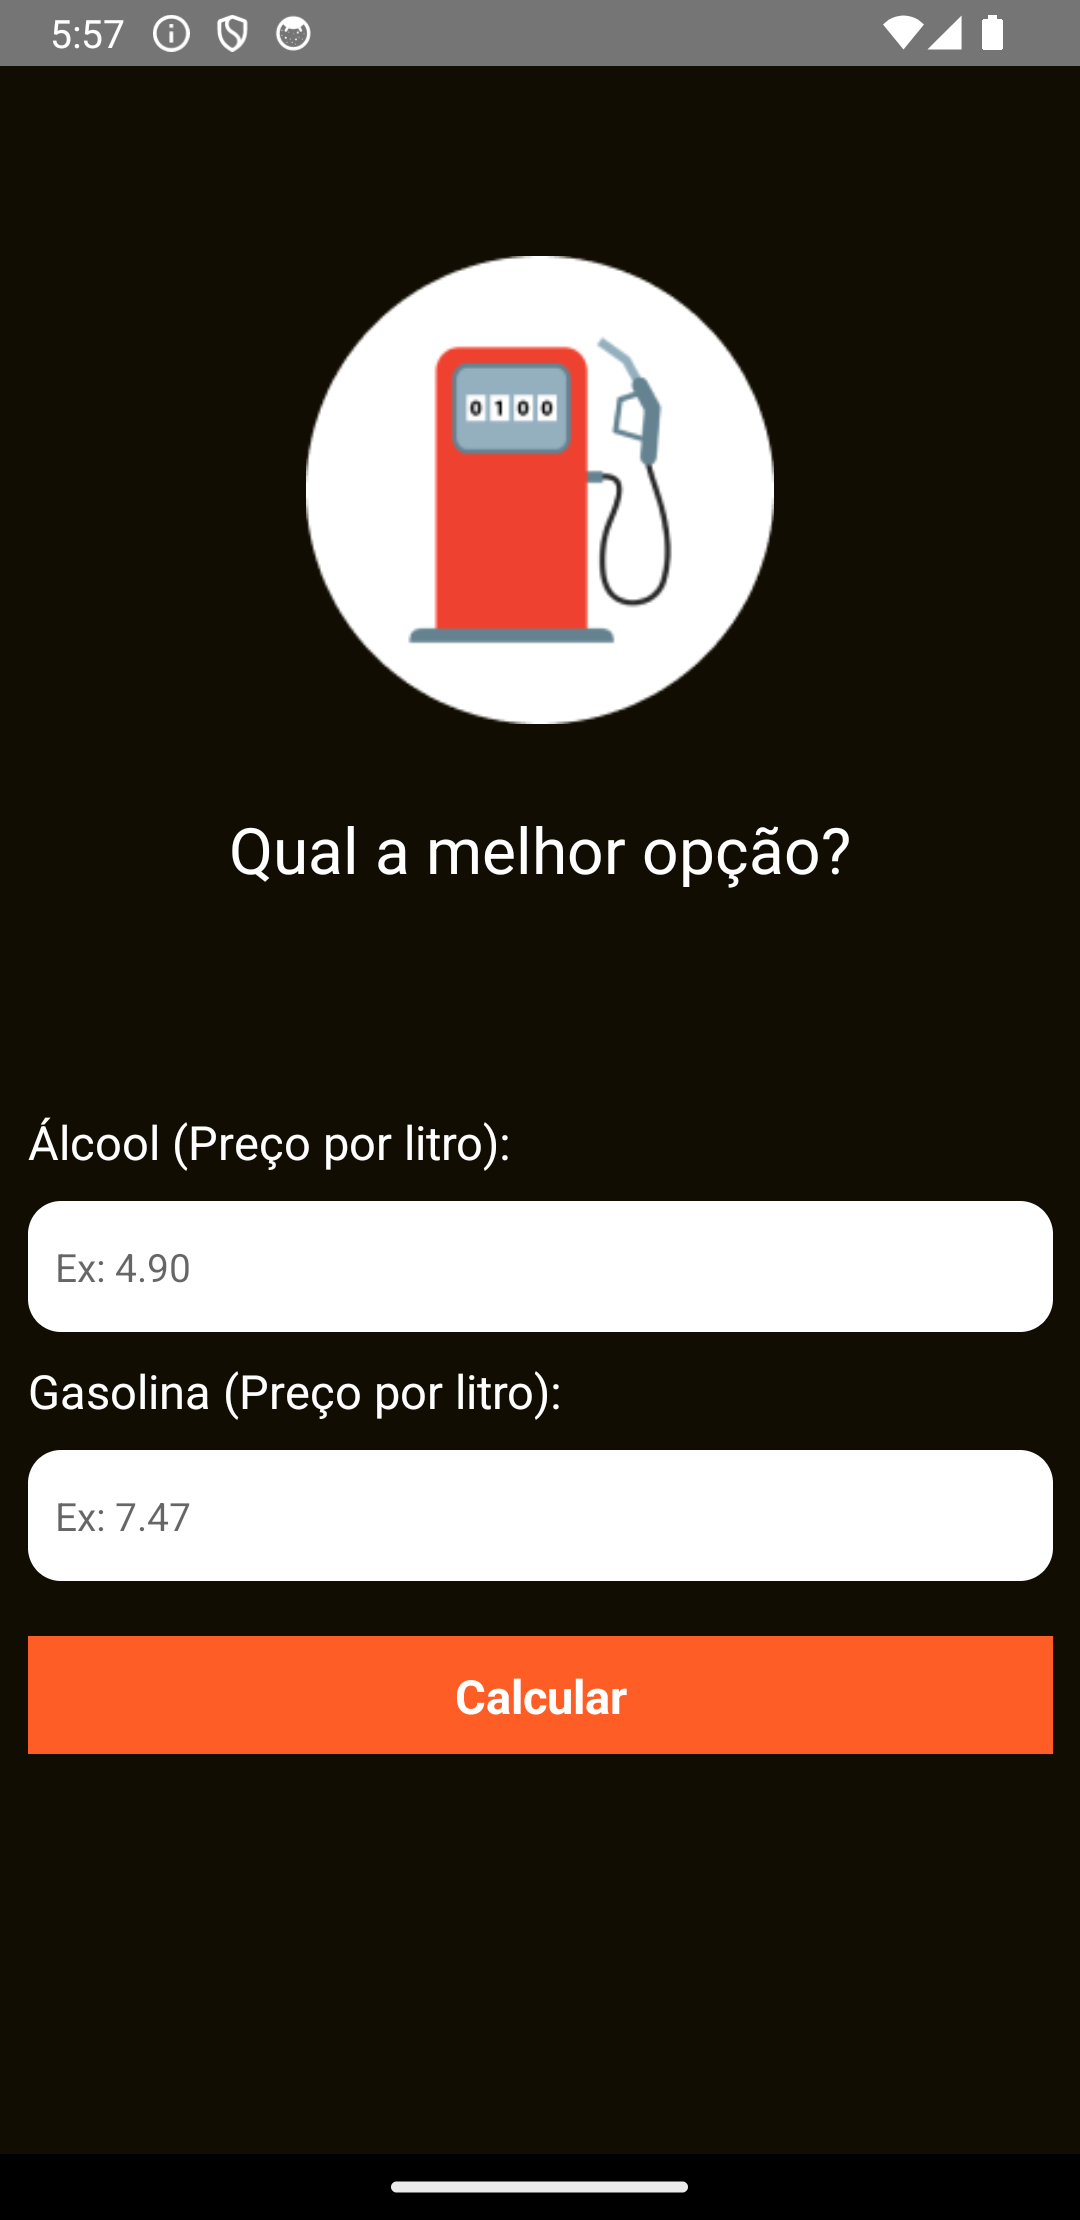 5:57
0100
Qual a melhor opção?
Álcool (Preço por litro):
Ex: 4.90
Gasolina (Preço por litro):
Ex: 7.47
Calcular